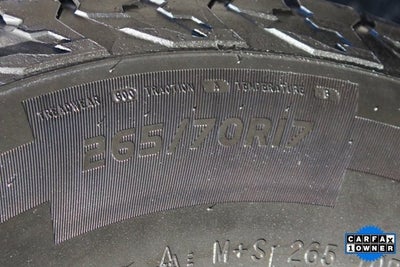 TREADWEAR 600 TRACTION A TEMPERATURE B
265/70R17
M+S 265
CARFAX
1 OWNER